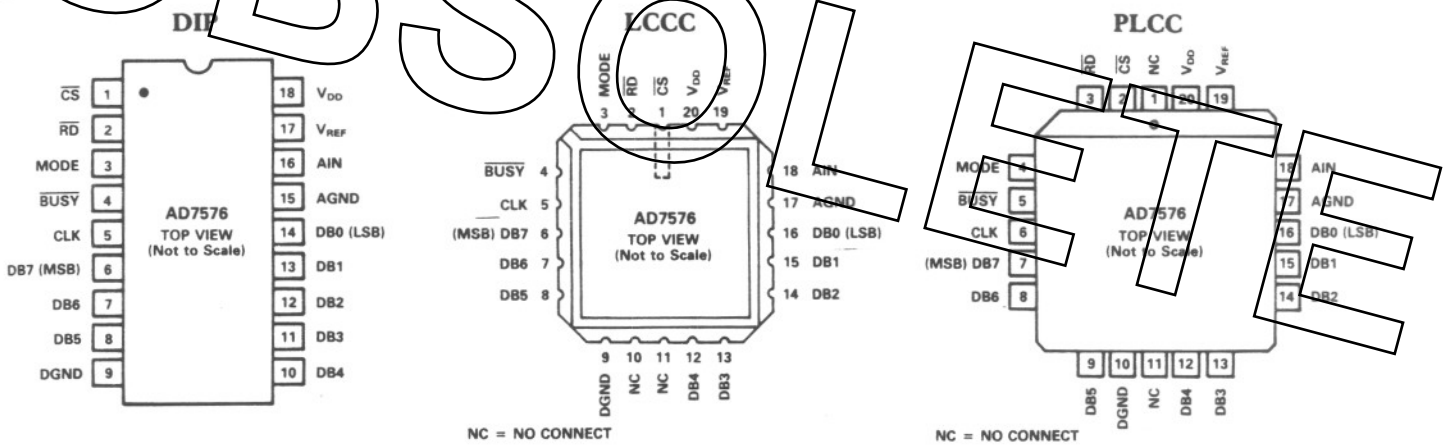 OBSOLETE
DIP
CS 1
RD 2
MODE 3
BUSY 4
CLK 5
DB7 (MSB) 6
DB6 7
DB5 8
DGND 9
18 VDD
17 VREF
16 AIN
15 AGND
14 DB0 (LSB)
13 DB1
12 DB2
11 DB3
10 DB4
AD7576
TOP VIEW
(Not to Scale)
LCCC
MODE RD CS VDD VREF
3 2 1 20 19
BUSY 4
CLK 5
(MSB) DB7 6
DB6 7
DB5 8
18 AIN
17 AGND
16 DB0 (LSB)
15 DB1
14 DB2
AD7576
TOP VIEW
(Not to Scale)
9 10 11 12 13
DGND NC NC DB4 DB3
NC = NO CONNECT
PLCC
RD CS NC VDD VREF
3 2 1 20 19
MODE 4
BUSY 5
CLK 6
(MSB) DB7 7
DB6 8
18 AIN
17 AGND
16 DB0 (LSB)
15 DB1
14 DB2
AD7576
TOP VIEW
(Not to Scale)
9 10 11 12 13
DB5 DGND NC DB4 DB3
NC = NO CONNECT